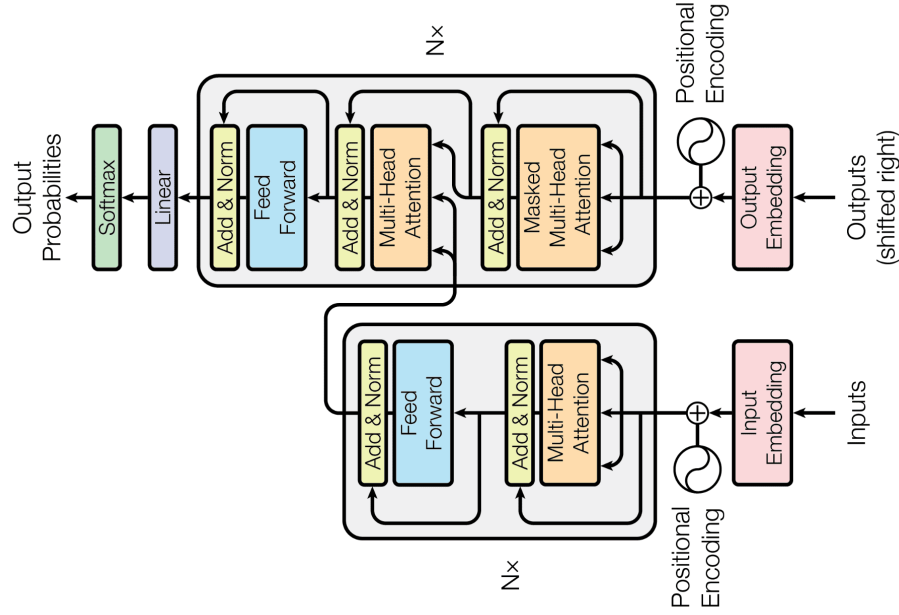 Output
Probabilities
Softmax
Linear
Add & Norm
Feed
Forward
Add & Norm
Multi-Head
Attention
Add & Norm
Masked
Multi-Head
Attention
N×
Positional
Encoding
Output
Embedding
Outputs
(shifted right)
Add & Norm
Feed
Forward
Add & Norm
Multi-Head
Attention
N×
Positional
Encoding
Input
Embedding
Inputs